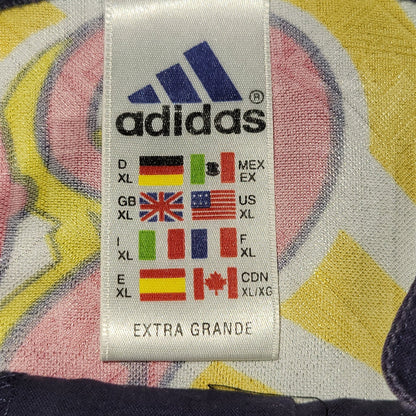 adidas ®
D XL MEX EX
GB XL US XL
I XL F XL
E XL CDN XL/XG
EXTRA GRANDE